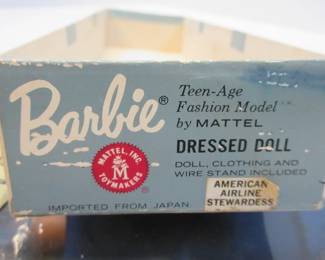 Barbie®
Teen-Age
Fashion Model™
by MATTEL
DRESSED DOLL
DOLL, CLOTHING AND
WIRE STAND INCLUDED
MATTEL, INC.
M
TOYMAKERS
®
AMERICAN
AIRLINE
STEWARDESS
IMPORTED FROM JAPAN